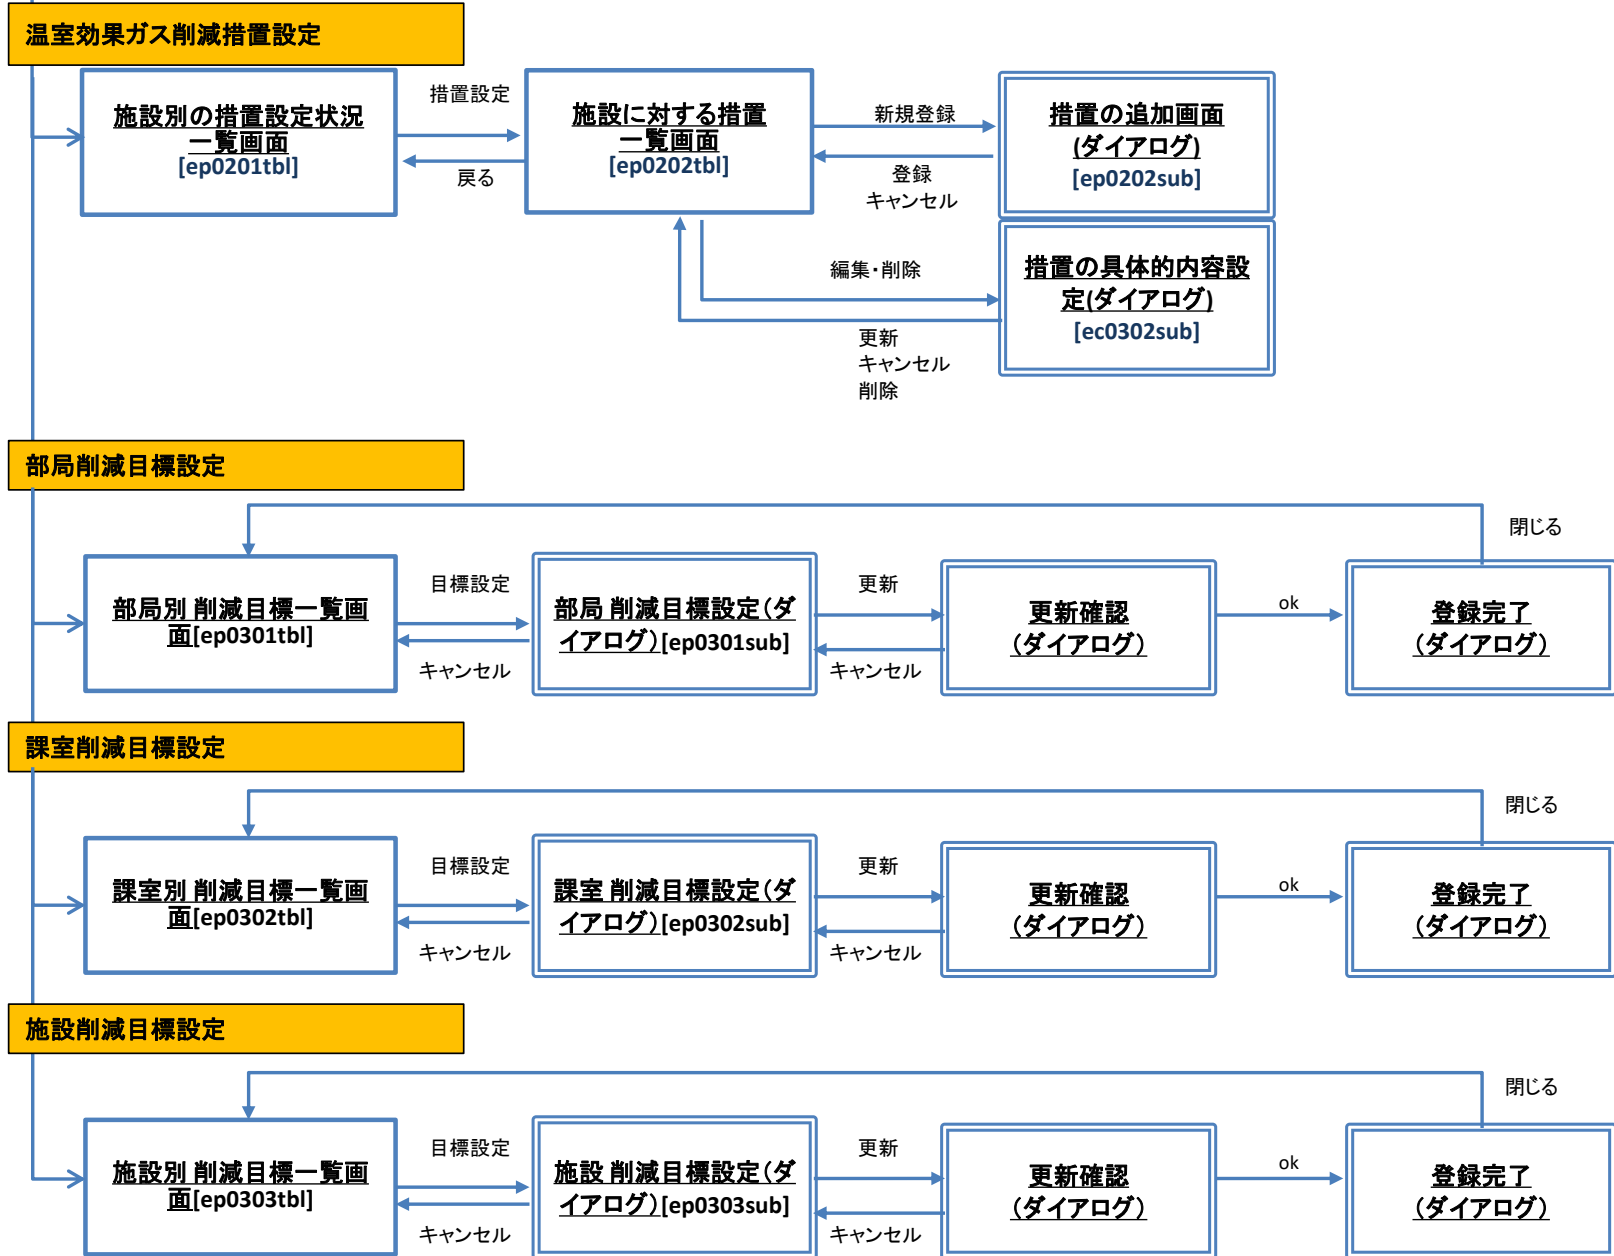 温室効果ガス削減措置設定
施設別の措置設定状況
一覧画面
[ep0201tbl]
措置設定
戻る
施設に対する措置
一覧画面
[ep0202tbl]
新規登録
登録
キャンセル
措置の追加画面
(ダイアログ)
[ep0202sub]
編集・削除
更新
キャンセル
削除
措置の具体的内容設
定(ダイアログ)
[ec0302sub]
部局削減目標設定
閉じる
部局別 削減目標一覧画
面[ep0301tbl]
目標設定
キャンセル
部局 削減目標設定(ダ
イアログ)[ep0301sub]
更新
キャンセル
更新確認
(ダイアログ)
ok
登録完了
(ダイアログ)
課室削減目標設定
閉じる
課室別 削減目標一覧画
面[ep0302tbl]
目標設定
キャンセル
課室 削減目標設定(ダ
イアログ)[ep0302sub]
更新
キャンセル
更新確認
(ダイアログ)
ok
登録完了
(ダイアログ)
施設削減目標設定
閉じる
施設別 削減目標一覧画
面[ep0303tbl]
目標設定
キャンセル
施設 削減目標設定(ダ
イアログ)[ep0303sub]
更新
キャンセル
更新確認
(ダイアログ)
ok
登録完了
(ダイアログ)